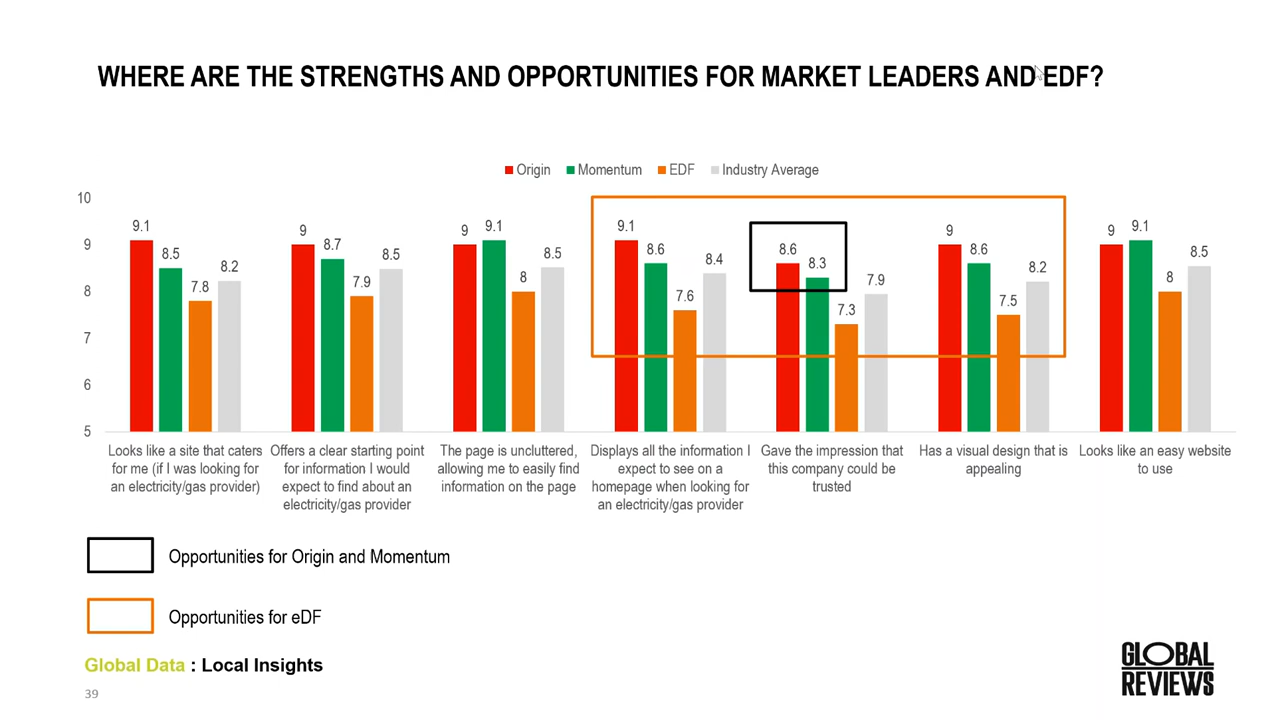 WHERE ARE THE STRENGTHS AND OPPORTUNITIES FOR MARKET LEADERS AND EDF?
Origin Momentum EDF Industry Average
10
9
8
7
6
5
9.1 8.5 7.8 8.2
9 8.7 7.9 8.5
9 9.1 8 8.5
9.1 8.6 7.6 8.4
8.6 8.3 7.3 7.9
9 8.6 7.5 8.2
9 9.1 8 8.5
Looks like a site that caters
for me (if I was looking for
an electricity/gas provider)
Offers a clear starting point
for information I would
expect to find about an
electricity/gas provider
The page is uncluttered,
allowing me to easily find
information on the page
Displays all the information I
expect to see on a
homepage when looking for
an electricity/gas provider
Gave the impression that
this company could be
trusted
Has a visual design that is
appealing
Looks like an easy website
to use
Opportunities for Origin and Momentum
Opportunities for eDF
Global Data : Local Insights
39
GLOBAL
REVIEWS